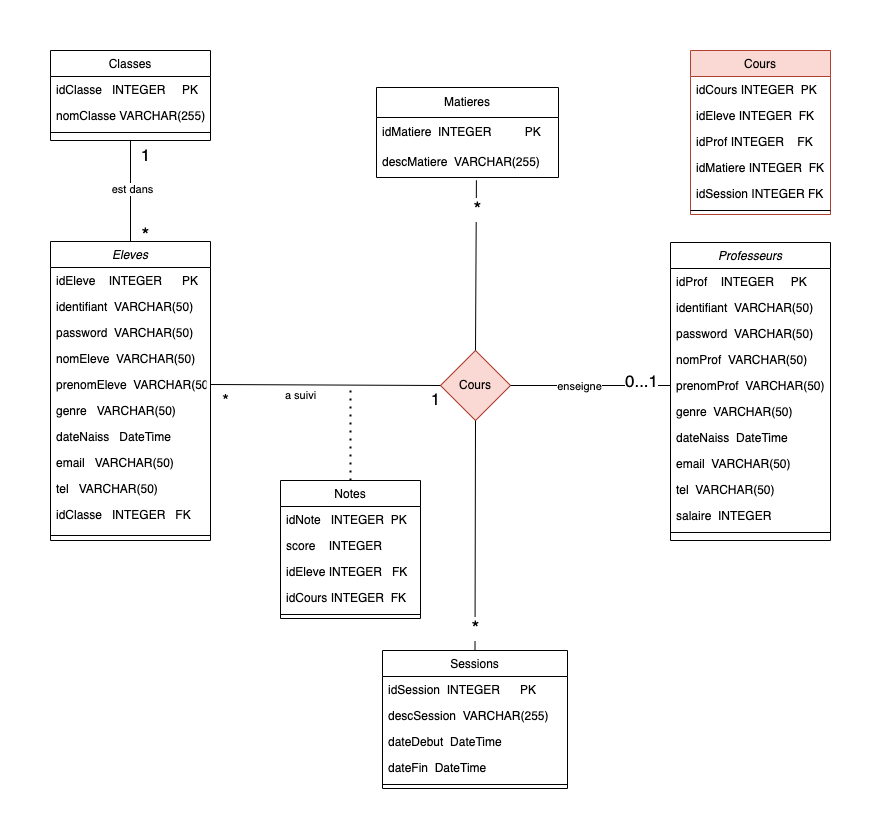 Classes
idClasse INTEGER PK
nomClasse VARCHAR(255)
1
est dans
*
Matieres
idMatiere INTEGER PK
descMatiere VARCHAR(255)
*
Cours
idCours INTEGER PK
idEleve INTEGER FK
idProf INTEGER FK
idMatiere INTEGER FK
idSession INTEGER FK
Eleves
idEleve INTEGER PK
identifiant VARCHAR(50)
password VARCHAR(50)
nomEleve VARCHAR(50)
prenomEleve VARCHAR(50
genre VARCHAR(50)
dateNaiss DateTime
email VARCHAR(50)
tel VARCHAR(50)
idClasse INTEGER FK
* a suivi 1
Cours
enseigne 0...1
Professeurs
idProf INTEGER PK
identifiant VARCHAR(50)
password VARCHAR(50)
nomProf VARCHAR(50)
prenomProf VARCHAR(50)
genre VARCHAR(50)
dateNaiss DateTime
email VARCHAR(50)
tel VARCHAR(50)
salaire INTEGER
Notes
idNote INTEGER PK
score INTEGER
idEleve INTEGER FK
idCours INTEGER FK
*
Sessions
idSession INTEGER PK
descSession VARCHAR(255)
dateDebut DateTime
dateFin DateTime